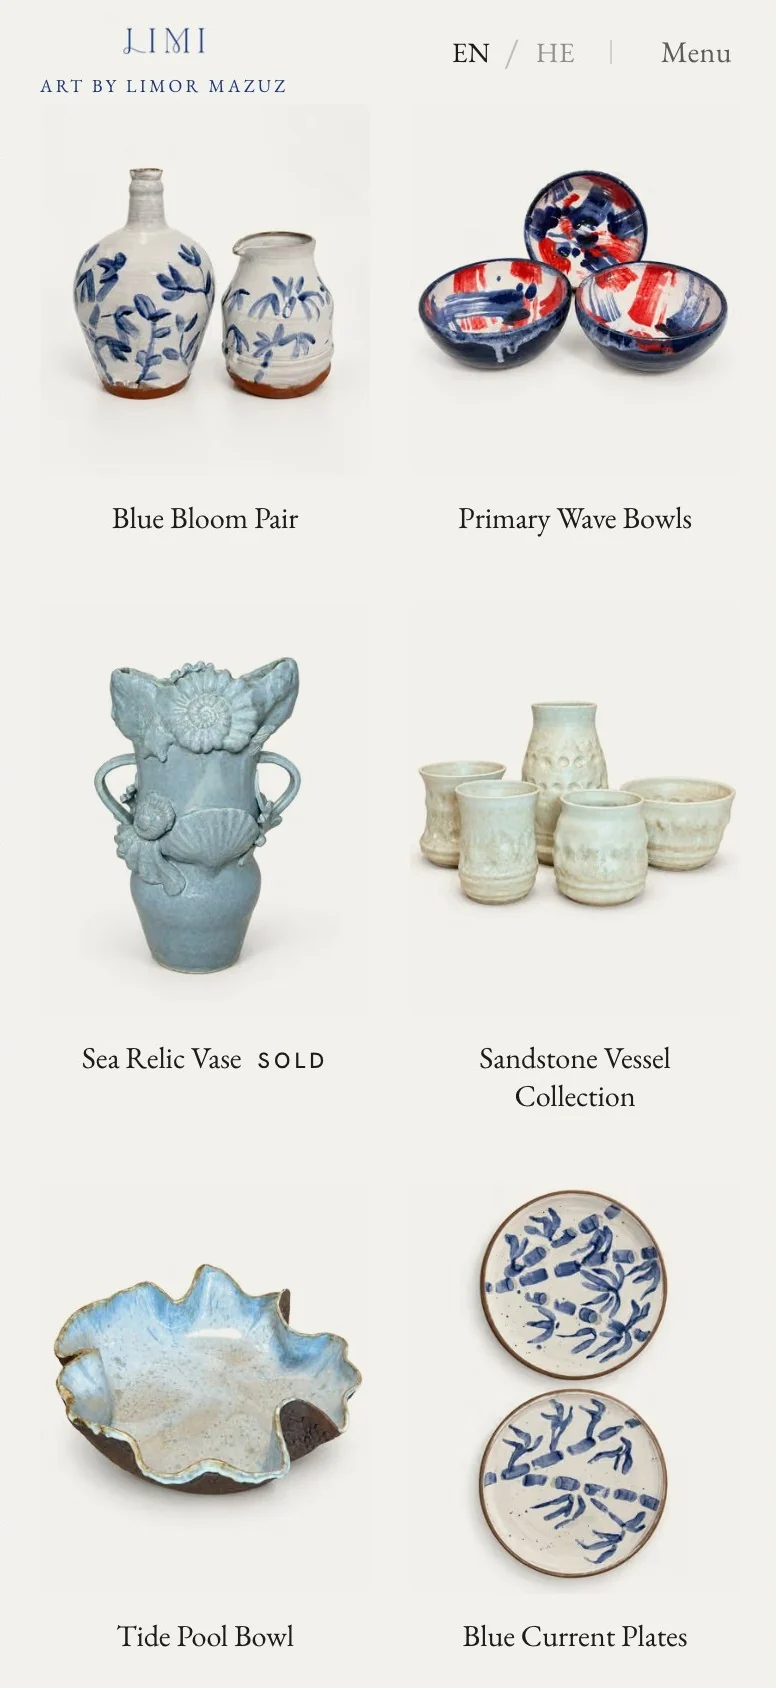 LIMI
ART BY LIMOR MAZUZ
EN / HE | Menu
Blue Bloom Pair
Primary Wave Bowls
Sea Relic Vase SOLD
Sandstone Vessel
Collection
Tide Pool Bowl
Blue Current Plates